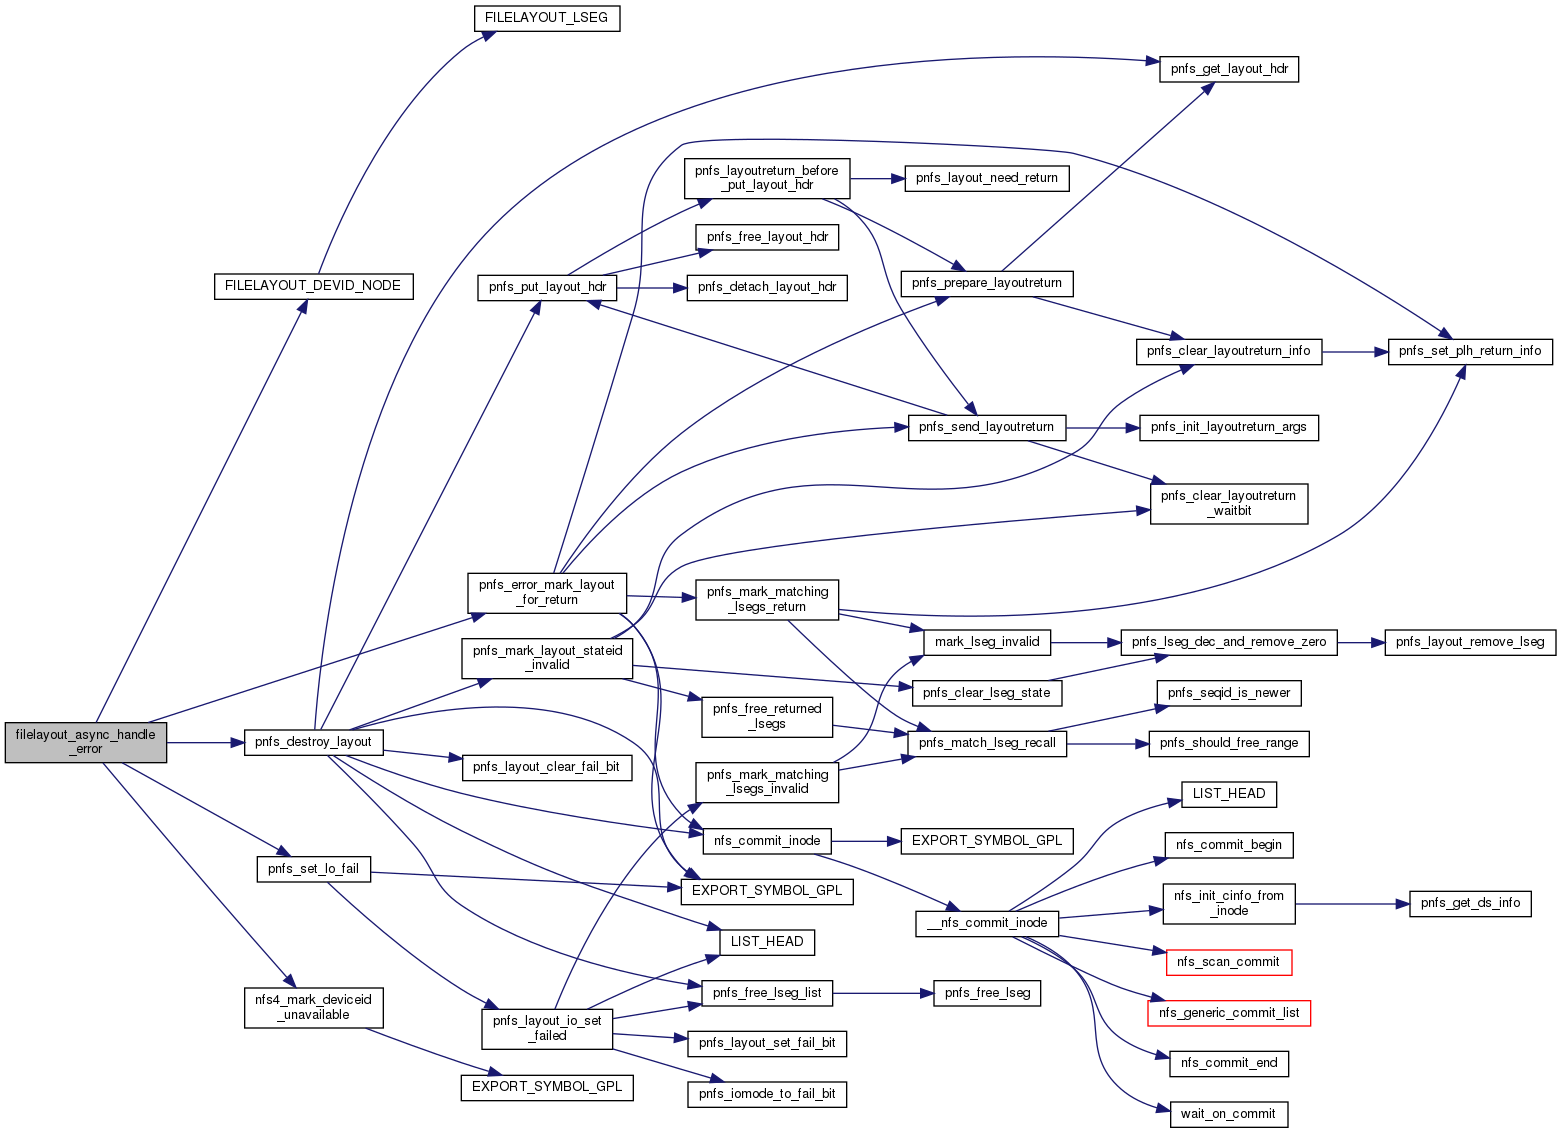 FILELAYOUT_LSEG
pnfs_get_layout_hdr
pnfs_layoutreturn_before
_put_layout_hdr
pnfs_layout_need_return
pnfs_free_layout_hdr
FILELAYOUT_DEVID_NODE
pnfs_put_layout_hdr
pnfs_detach_layout_hdr
pnfs_prepare_layoutreturn
pnfs_clear_layoutreturn_info
pnfs_set_plh_return_info
pnfs_send_layoutreturn
pnfs_init_layoutreturn_args
pnfs_clear_layoutreturn
_waitbit
pnfs_error_mark_layout
_for_return
pnfs_mark_matching
_lsegs_return
mark_lseg_invalid
pnfs_lseg_dec_and_remove_zero
pnfs_layout_remove_lseg
pnfs_mark_layout_stateid
_invalid
pnfs_clear_lseg_state
pnfs_seqid_is_newer
pnfs_free_returned
_lsegs
filelayout_async_handle
_error
pnfs_destroy_layout
pnfs_match_lseg_recall
pnfs_should_free_range
pnfs_layout_clear_fail_bit
pnfs_mark_matching
_lsegs_invalid
LIST_HEAD
nfs_commit_inode
EXPORT_SYMBOL_GPL
nfs_commit_begin
pnfs_set_lo_fail
EXPORT_SYMBOL_GPL
nfs_init_cinfo_from
_inode
pnfs_get_ds_info
__nfs_commit_inode
LIST_HEAD
nfs_scan_commit
pnfs_free_lseg_list
pnfs_free_lseg
nfs4_mark_deviceid
_unavailable
nfs_generic_commit_list
pnfs_layout_io_set
_failed
pnfs_layout_set_fail_bit
nfs_commit_end
EXPORT_SYMBOL_GPL
pnfs_iomode_to_fail_bit
wait_on_commit